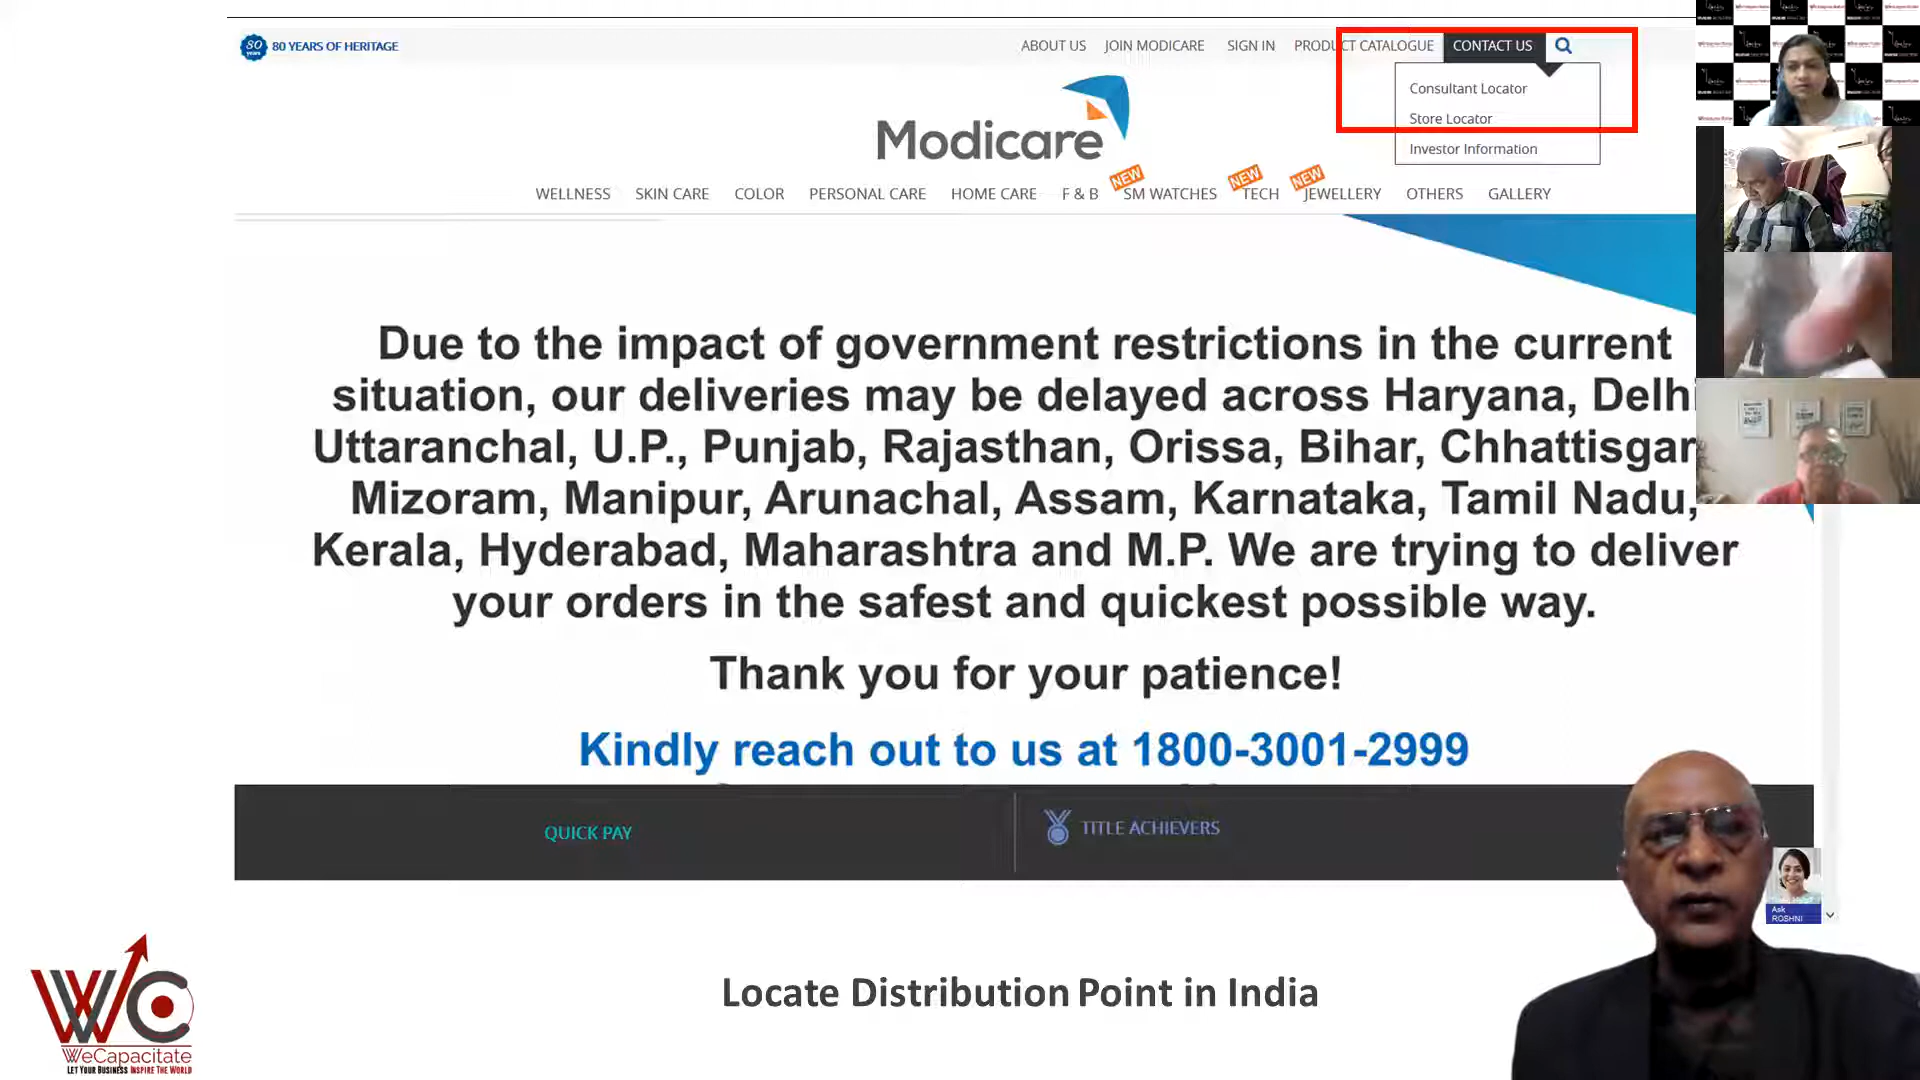 80 years
80 YEARS OF HERITAGE
ABOUT US JOIN MODICARE SIGN IN PRODUCT CATALOGUE CONTACT US
Consultant Locator
Store Locator
Investor Information
Modicare
NEW NEW NEW
WELLNESS SKIN CARE COLOR PERSONAL CARE HOME CARE F & B SM WATCHES TECH JEWELLERY OTHERS GALLERY
Due to the impact of government restrictions in the current
situation, our deliveries may be delayed across Haryana, Delhi
Uttaranchal, U.P., Punjab, Rajasthan, Orissa, Bihar, Chhattisgar
Mizoram, Manipur, Arunachal, Assam, Karnataka, Tamil Nadu,
Kerala, Hyderabad, Maharashtra and M.P. We are trying to deliver
your orders in the safest and quickest possible way.
Thank you for your patience!
Kindly reach out to us at 1800-3001-2999
QUICK PAY
TITLE ACHIEVERS
Ask
ROSHNI
Locate Distribution Point in India
WC
WeCapacitate
LET YOUR BUSINESS INSPIRE THE WORLD